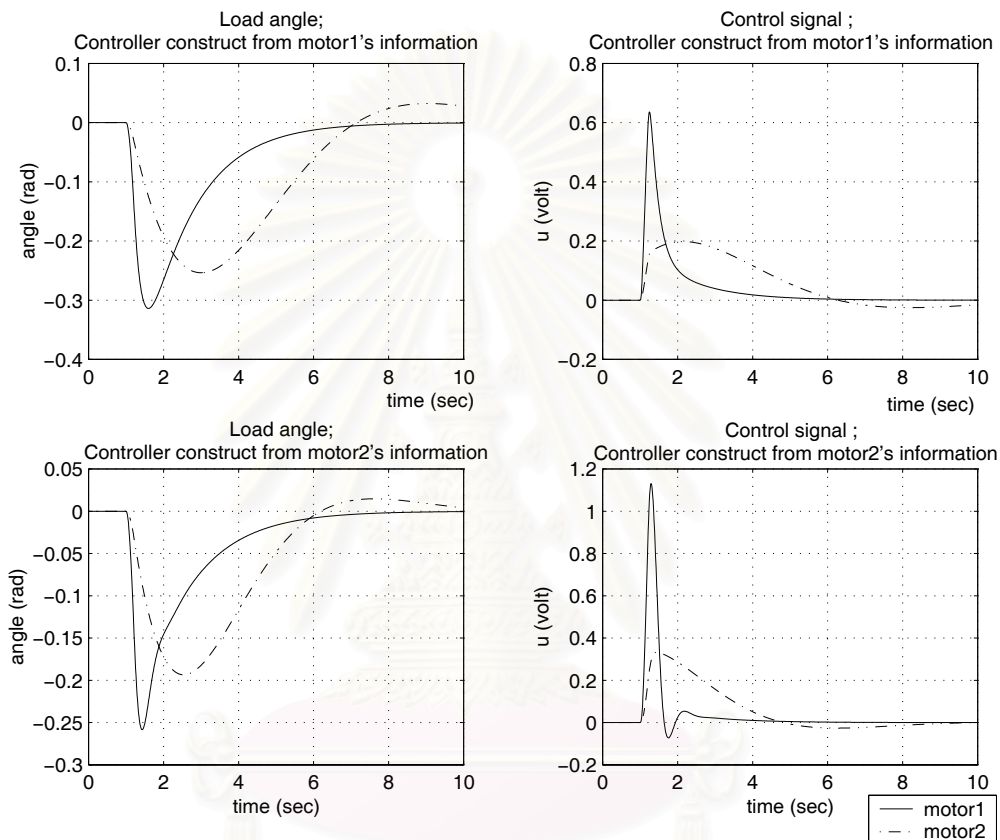 Load angle;
Controller construct from motor1's information
0.1
0
−0.1
−0.2
−0.3
−0.4
angle (rad)
0 2 4 6 8 10
time (sec)
Control signal ;
Controller construct from motor1's information
0.8
0.6
0.4
0.2
0
−0.2
u (volt)
0 2 4 6 8 10
time (sec)
Load angle;
Controller construct from motor2's information
0.05
0
−0.05
−0.1
−0.15
−0.2
−0.25
−0.3
angle (rad)
0 2 4 6 8 10
time (sec)
Control signal ;
Controller construct from motor2's information
1.2
1
0.8
0.6
0.4
0.2
0
−0.2
u (volt)
0 2 4 6 8 10
time (sec)
motor1
motor2